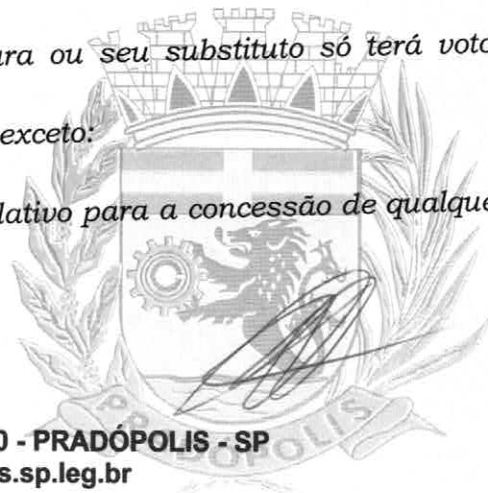 ara ou seu substituto só terá voto
exceto:
lativo para a concessão de qualque
0 - PRADÓPOLIS - SP
s.sp.leg.br
PRADÓPOLIS